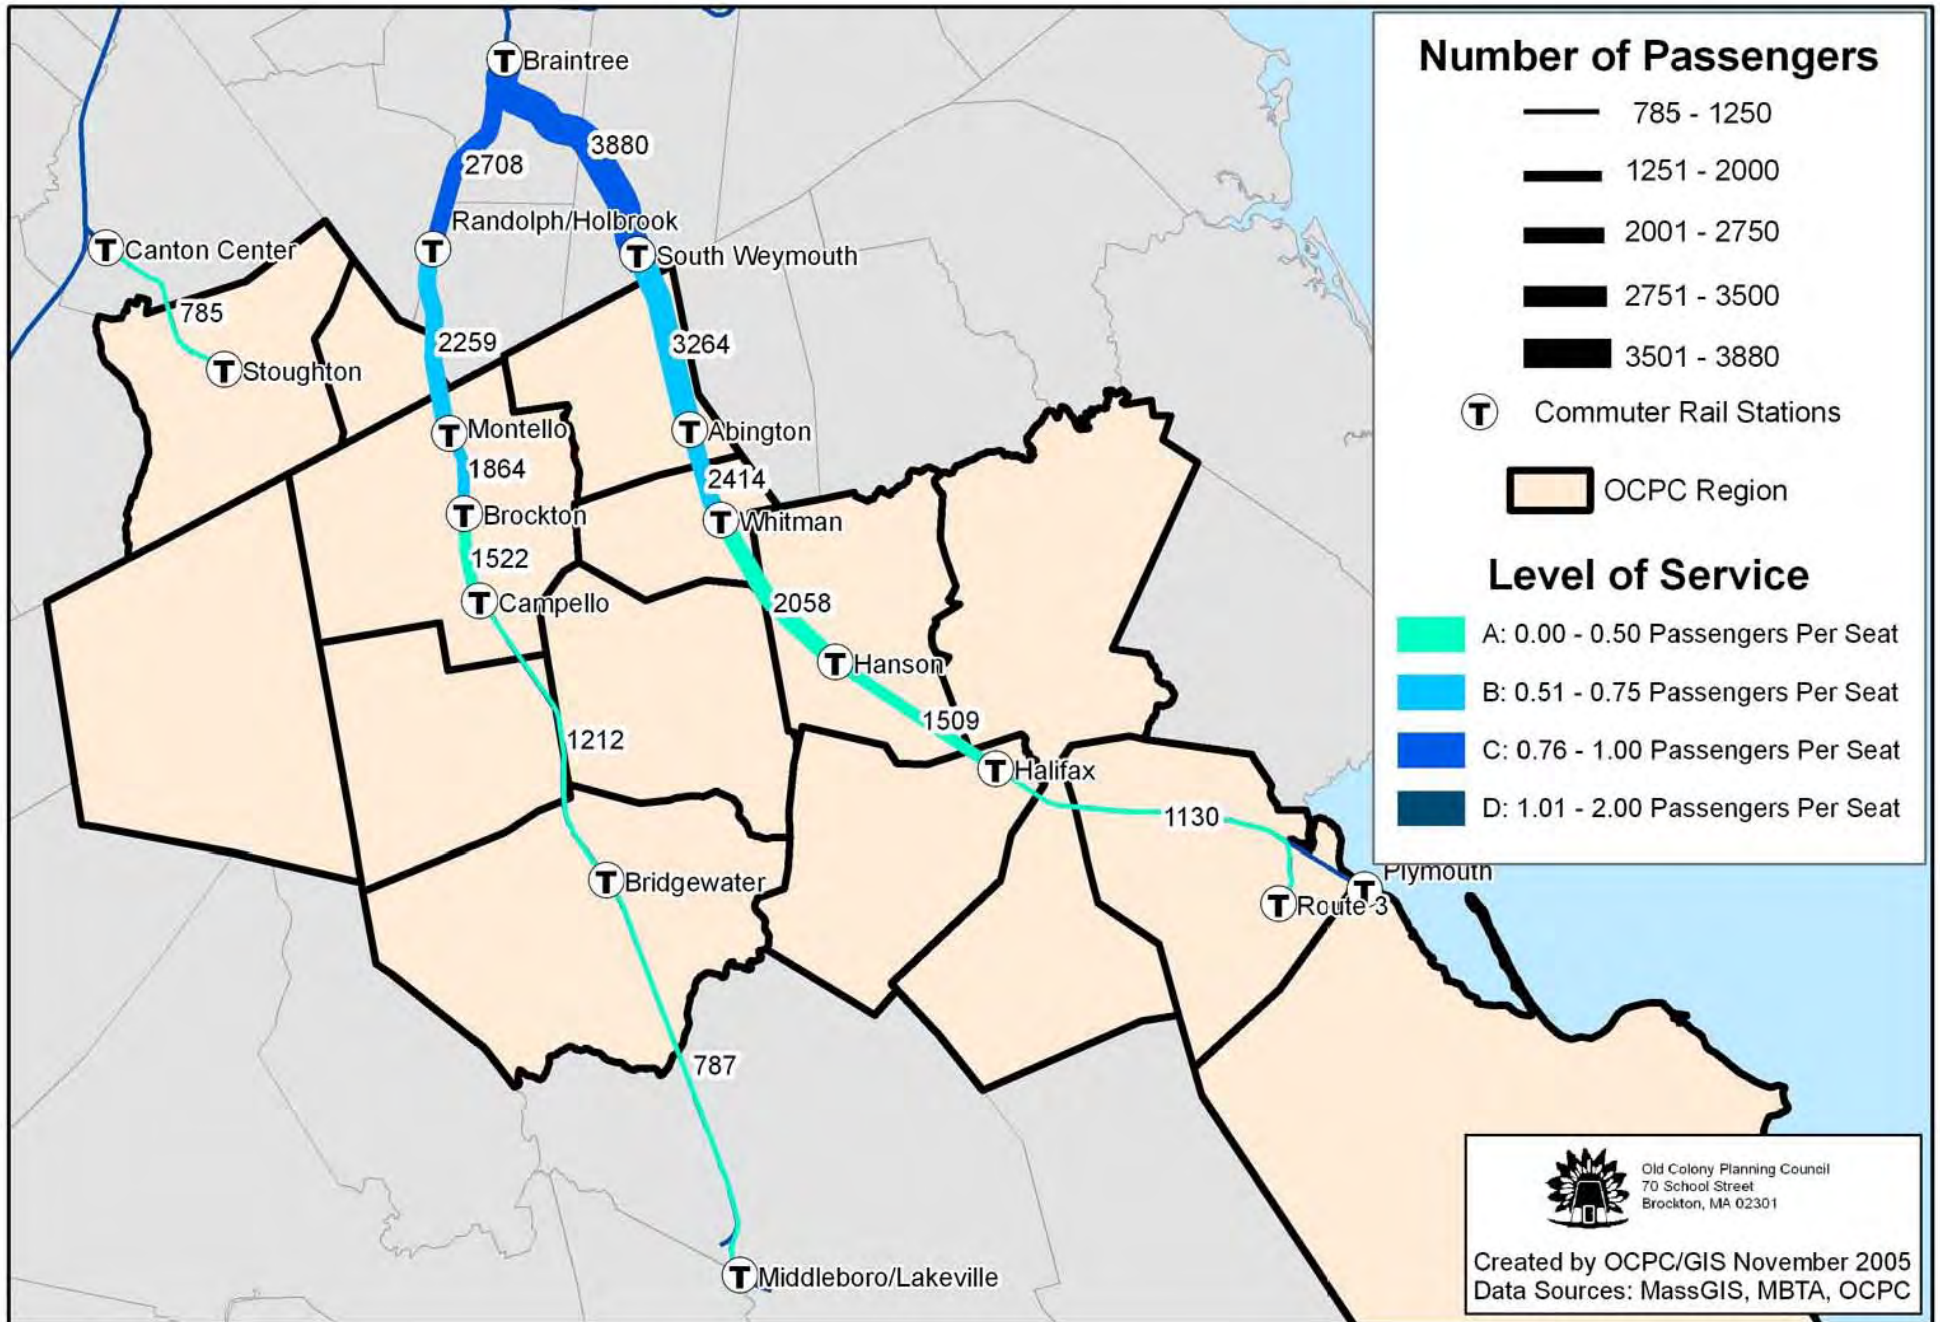 Braintree
3880
2708
Randolph/Holbrook
Canton Center
South Weymouth
785
2259
3264
Stoughton
Montello
Abington
1864
2414
Brockton
Whitman
1522
Campello
2058
Hanson
1509
1212
Halifax
1130
Bridgewater
Plymouth
Route 3
787
Middleboro/Lakeville
Number of Passengers
785 - 1250
1251 - 2000
2001 - 2750
2751 - 3500
3501 - 3880
T Commuter Rail Stations
OCPC Region
Level of Service
A: 0.00 - 0.50 Passengers Per Seat
B: 0.51 - 0.75 Passengers Per Seat
C: 0.76 - 1.00 Passengers Per Seat
D: 1.01 - 2.00 Passengers Per Seat
Old Colony Planning Council
70 School Street
Brockton, MA 02301
Created by OCPC/GIS November 2005
Data Sources: MassGIS, MBTA, OCPC